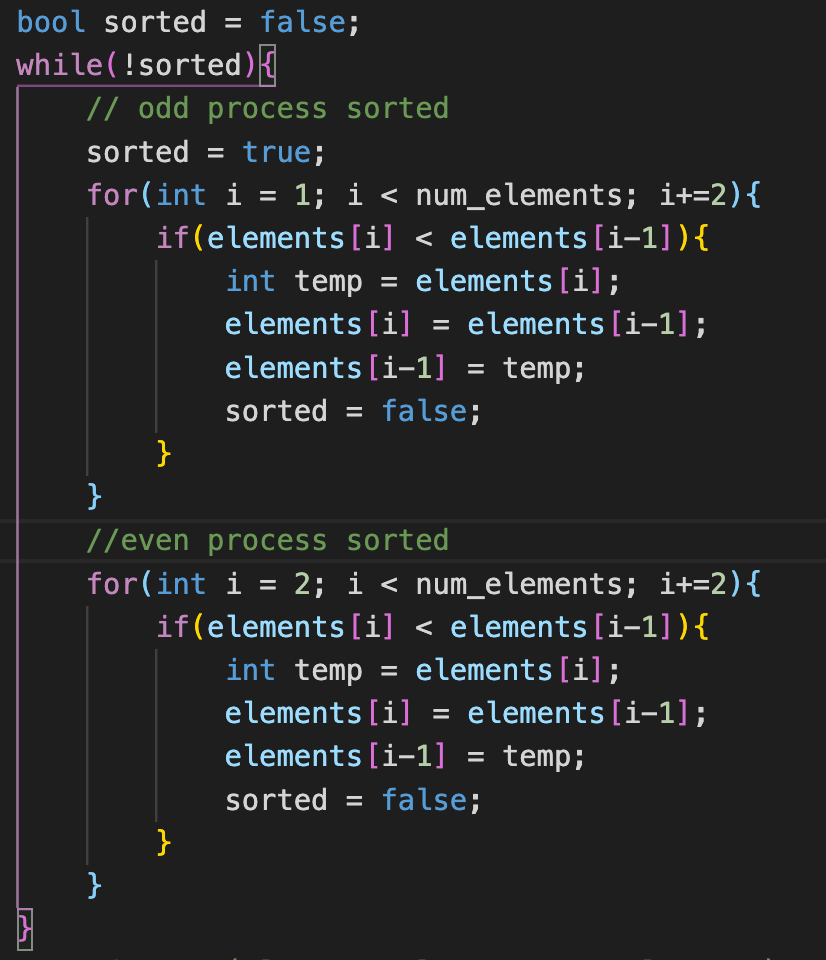 bool sorted = false;
while(!sorted){
    // odd process sorted
    sorted = true;
    for(int i = 1; i < num_elements; i+=2){
        if(elements[i] < elements[i-1]){
            int temp = elements[i];
            elements[i] = elements[i-1];
            elements[i-1] = temp;
            sorted = false;
        }
    }
    //even process sorted
    for(int i = 2; i < num_elements; i+=2){
        if(elements[i] < elements[i-1]){
            int temp = elements[i];
            elements[i] = elements[i-1];
            elements[i-1] = temp;
            sorted = false;
        }
    }
}